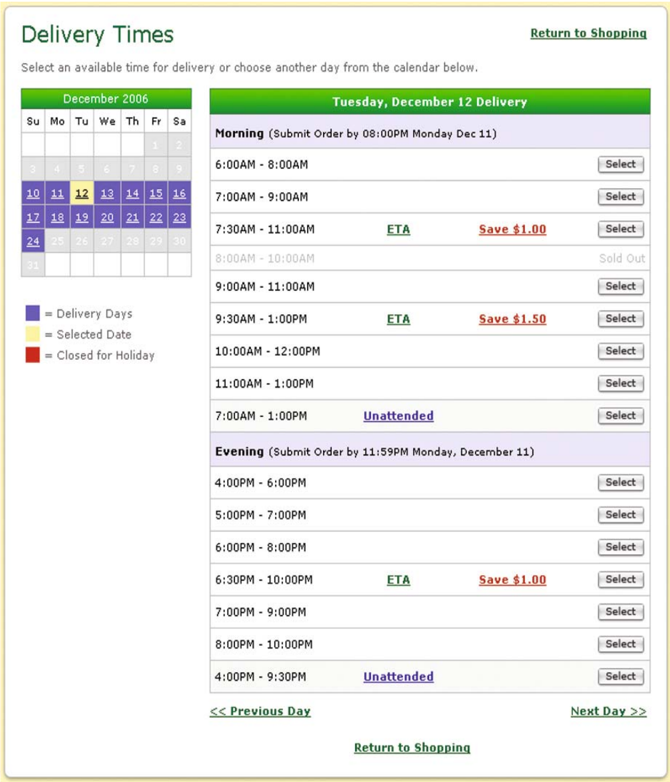 Delivery Times
Return to Shopping
Select an available time for delivery or choose another day from the calendar below.
December 2006
Su Mo Tu We Th Fr Sa
1 2
3 4 5 6 7 8 9
10 11 12 13 14 15 16
17 18 19 20 21 22 23
24 25 26 27 28 29 30
31
= Delivery Days
= Selected Date
= Closed for Holiday
Tuesday, December 12 Delivery
Morning (Submit Order by 08:00PM Monday Dec 11)
6:00AM - 8:00AM Select
7:00AM - 9:00AM Select
7:30AM - 11:00AM ETA Save $1.00 Select
8:00AM - 10:00AM Sold Out
9:00AM - 11:00AM Select
9:30AM - 1:00PM ETA Save $1.50 Select
10:00AM - 12:00PM Select
11:00AM - 1:00PM Select
7:00AM - 1:00PM Unattended Select
Evening (Submit Order by 11:59PM Monday, December 11)
4:00PM - 6:00PM Select
5:00PM - 7:00PM Select
6:00PM - 8:00PM Select
6:30PM - 10:00PM ETA Save $1.00 Select
7:00PM - 9:00PM Select
8:00PM - 10:00PM Select
4:00PM - 9:30PM Unattended Select
<< Previous Day Next Day >>
Return to Shopping